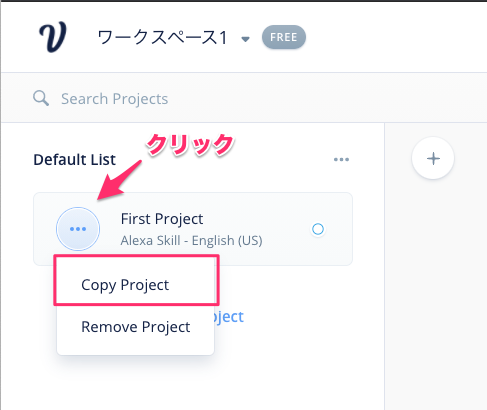 ワークスペース1 FREE
Search Projects
クリック
Default List
First Project
Alexa Skill - English (US)
Copy Project
Remove Project